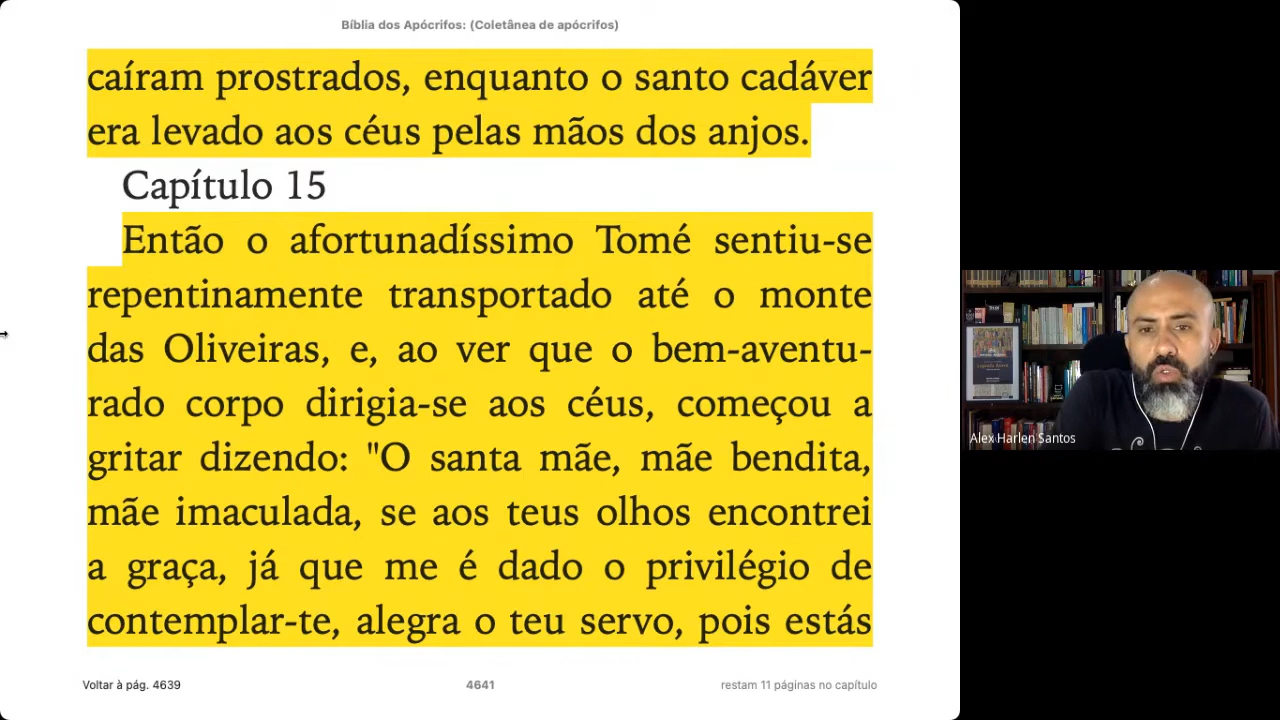 Bíblia dos Apócrifos: (Coletânea de apócrifos)
caíram prostrados, enquanto o santo cadáver
era levado aos céus pelas mãos dos anjos.
Capítulo 15
Então o afortunadíssimo Tomé sentiu-se
repentinamente transportado até o monte
das Oliveiras, e, ao ver que o bem-aventu-
rado corpo dirigia-se aos céus, começou a
gritar dizendo: "O santa mãe, mãe bendita,
mãe imaculada, se aos teus olhos encontrei
a graça, já que me é dado o privilégio de
contemplar-te, alegra o teu servo, pois estás
Voltar à pág. 4639
4641
restam 11 páginas no capítulo
Alex Harlen Santos